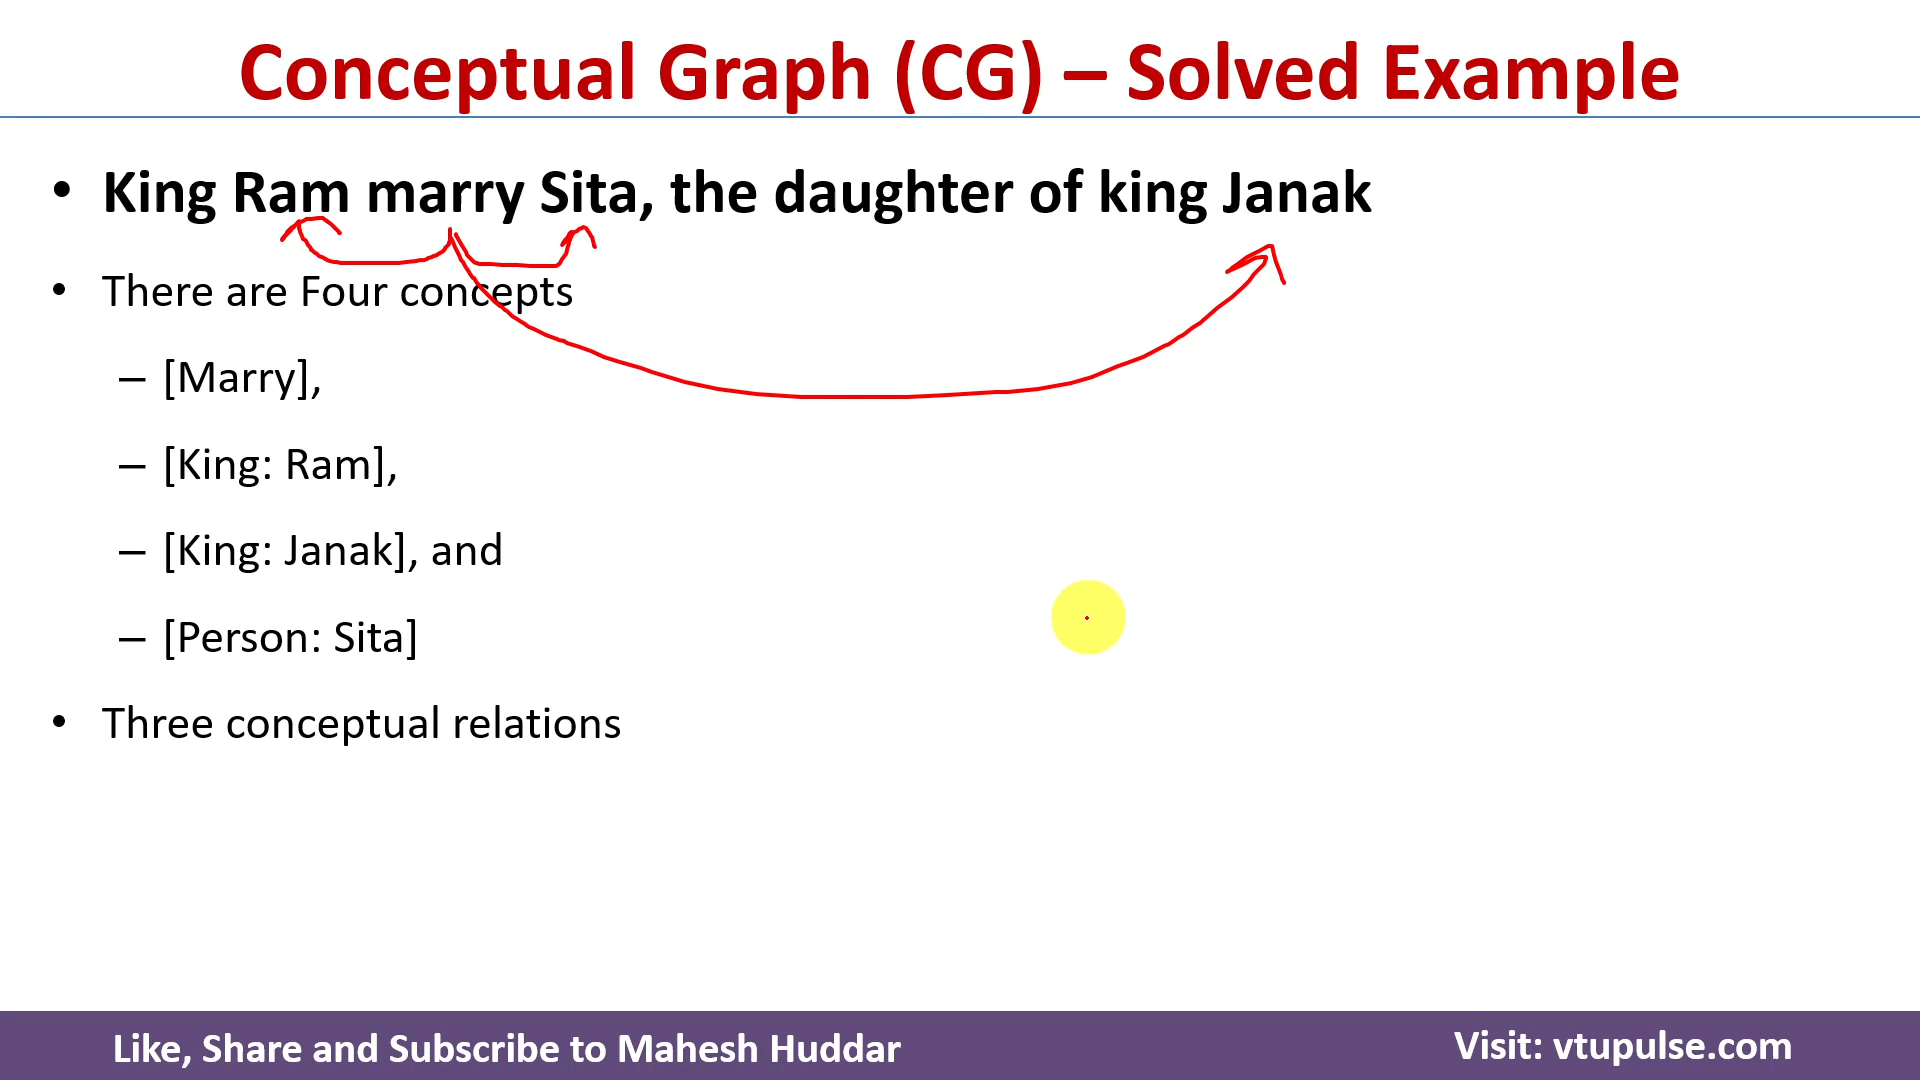 Conceptual Graph (CG) – Solved Example
• King Ram marry Sita, the daughter of king Janak
• There are Four concepts
– [Marry],
– [King: Ram],
– [King: Janak], and
– [Person: Sita]
• Three conceptual relations
Like, Share and Subscribe to Mahesh Huddar
Visit: vtupulse.com